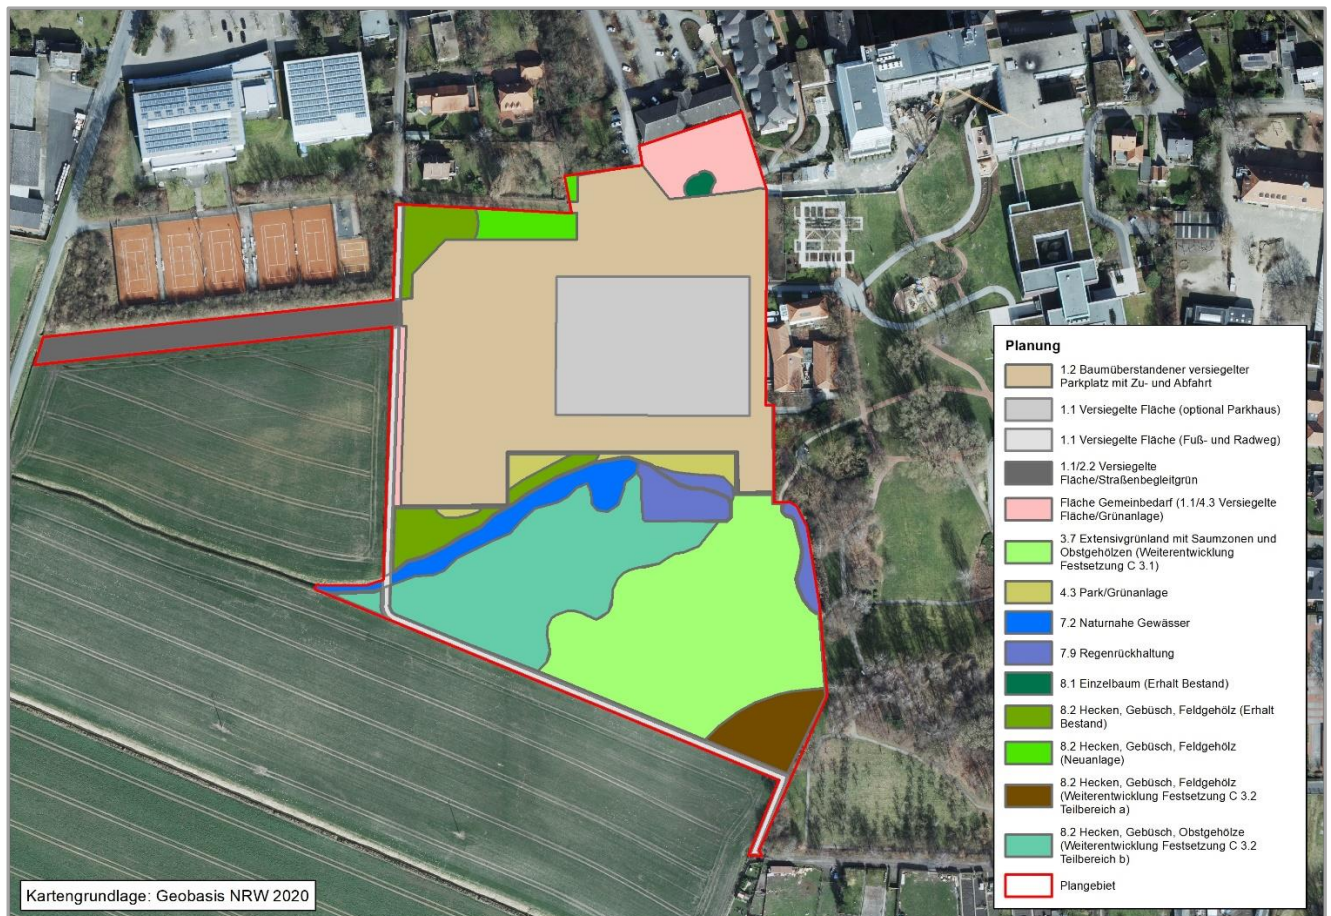 Planung
1.2 Baumüberstandener versiegelter
Parkplatz mit Zu- und Abfahrt
1.1 Versiegelte Fläche (optional Parkhaus)
1.1 Versiegelte Fläche (Fuß- und Radweg)
1.1/2.2 Versiegelte
Fläche/Straßenbegleitgrün
Fläche Gemeinbedarf (1.1/4.3 Versiegelte
Fläche/Grünanlage)
3.7 Extensivgrünland mit Saumzonen und
Obstgehölzen (Weiterentwicklung
Festsetzung C 3.1)
4.3 Park/Grünanlage
7.2 Naturnahe Gewässer
7.9 Regenrückhaltung
8.1 Einzelbaum (Erhalt Bestand)
8.2 Hecken, Gebüsch, Feldgehölz (Erhalt
Bestand)
8.2 Hecken, Gebüsch, Feldgehölz
(Neuanlage)
8.2 Hecken, Gebüsch, Feldgehölz
(Weiterentwicklung Festsetzung C 3.2
Teilbereich a)
8.2 Hecken, Gebüsch, Obstgehölze
(Weiterentwicklung Festsetzung C 3.2
Teilbereich b)
Plangebiet
Kartengrundlage: Geobasis NRW 2020